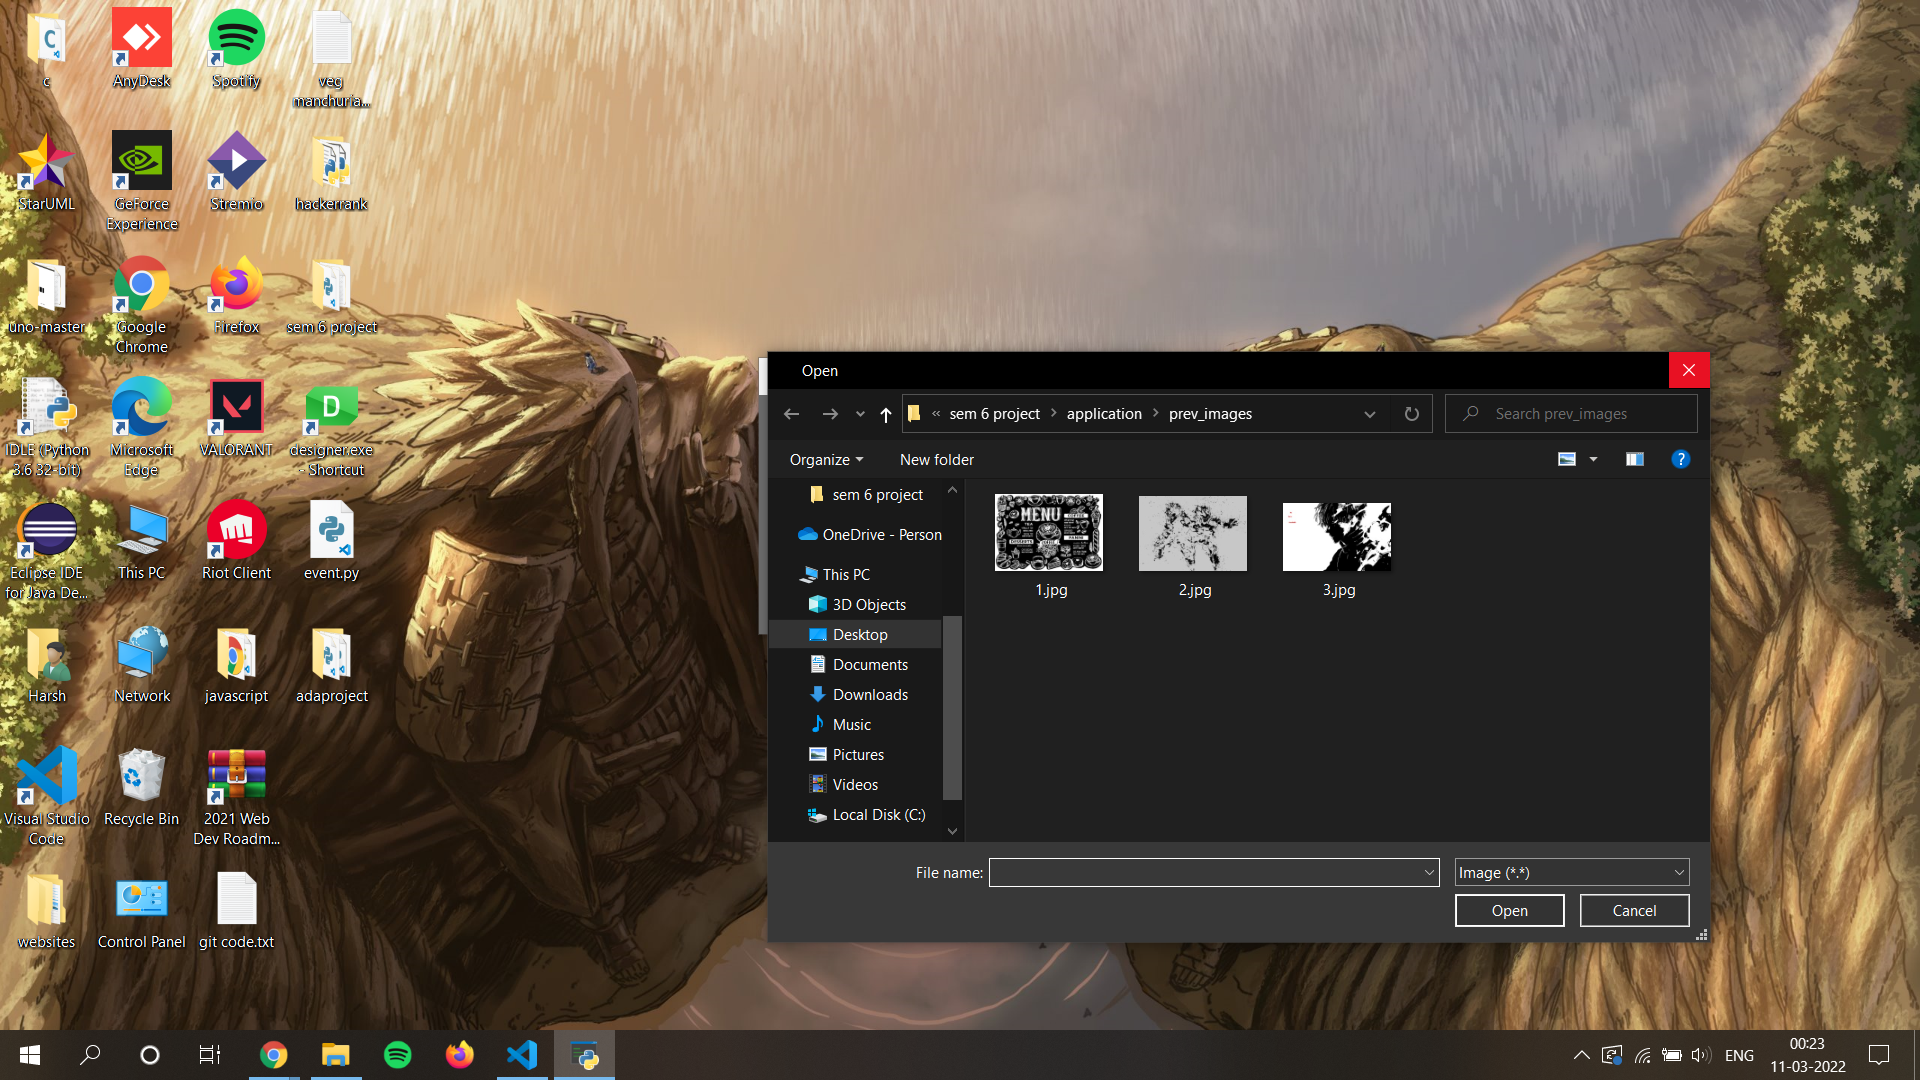 c
AnyDesk
Spotify
veg
manchuria...
StarUML
GeForce
Experience
Stremio
hackerrank
uno-master
Google
Chrome
Firefox
sem 6 project
IDLE (Python
3.6 32-bit)
Microsoft
Edge
VALORANT
designer.exe
- Shortcut
Eclipse IDE
for Java De...
This PC
Riot Client
event.py
Harsh
Network
javascript
adaproject
Visual Studio
Code
Recycle Bin
2021 Web
Dev Roadm...
websites
Control Panel
git code.txt
Open
« sem 6 project > application > prev_images
Search prev_images
Organize
New folder
sem 6 project
OneDrive - Person
This PC
3D Objects
Desktop
Documents
Downloads
Music
Pictures
Videos
Local Disk (C:)
MENU
1.jpg
2.jpg
3.jpg
File name:
Image (*.*)
Open
Cancel
ENG
00:23
11-03-2022